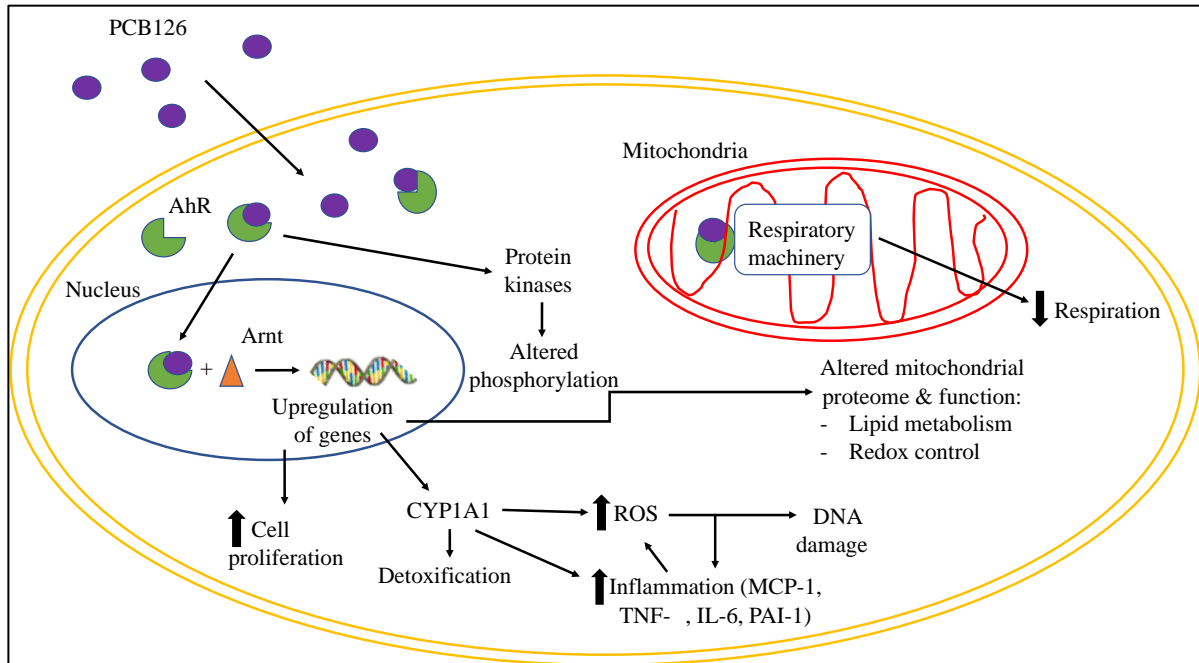 PCB126
Mitochondria
AhR
Respiratory
machinery
Protein
kinases
Nucleus
Respiration
Arnt
+
Altered
phosphorylation
Altered mitochondrial
proteome & function:
- Lipid metabolism
- Redox control
Upregulation
of genes
CYP1A1
ROS
DNA
damage
Cell
proliferation
Detoxification
Inflammation (MCP-1,
TNF- , IL-6, PAI-1)